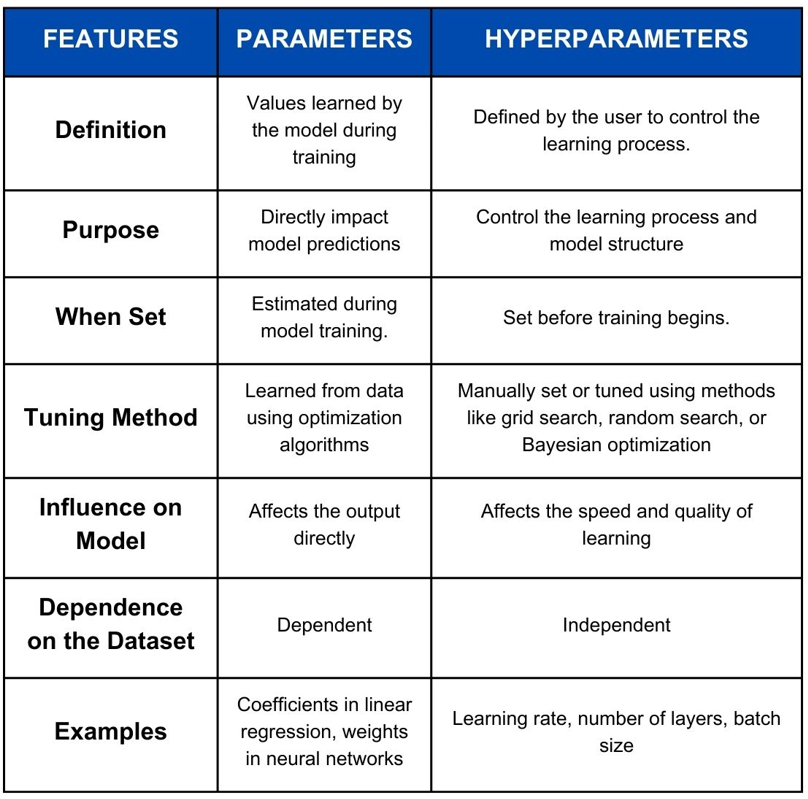 FEATURES
PARAMETERS
HYPERPARAMETERS
Definition
Values learned by
the model during
training
Defined by the user to control the
learning process.
Purpose
Directly impact
model predictions
Control the learning process and
model structure
When Set
Estimated during
model training.
Set before training begins.
Tuning Method
Learned from data
using optimization
algorithms
Manually set or tuned using methods
like grid search, random search, or
Bayesian optimization
Influence on
Model
Affects the output
directly
Affects the speed and quality of
learning
Dependence
on the Dataset
Dependent
Independent
Examples
Coefficients in linear
regression, weights
in neural networks
Learning rate, number of layers, batch
size